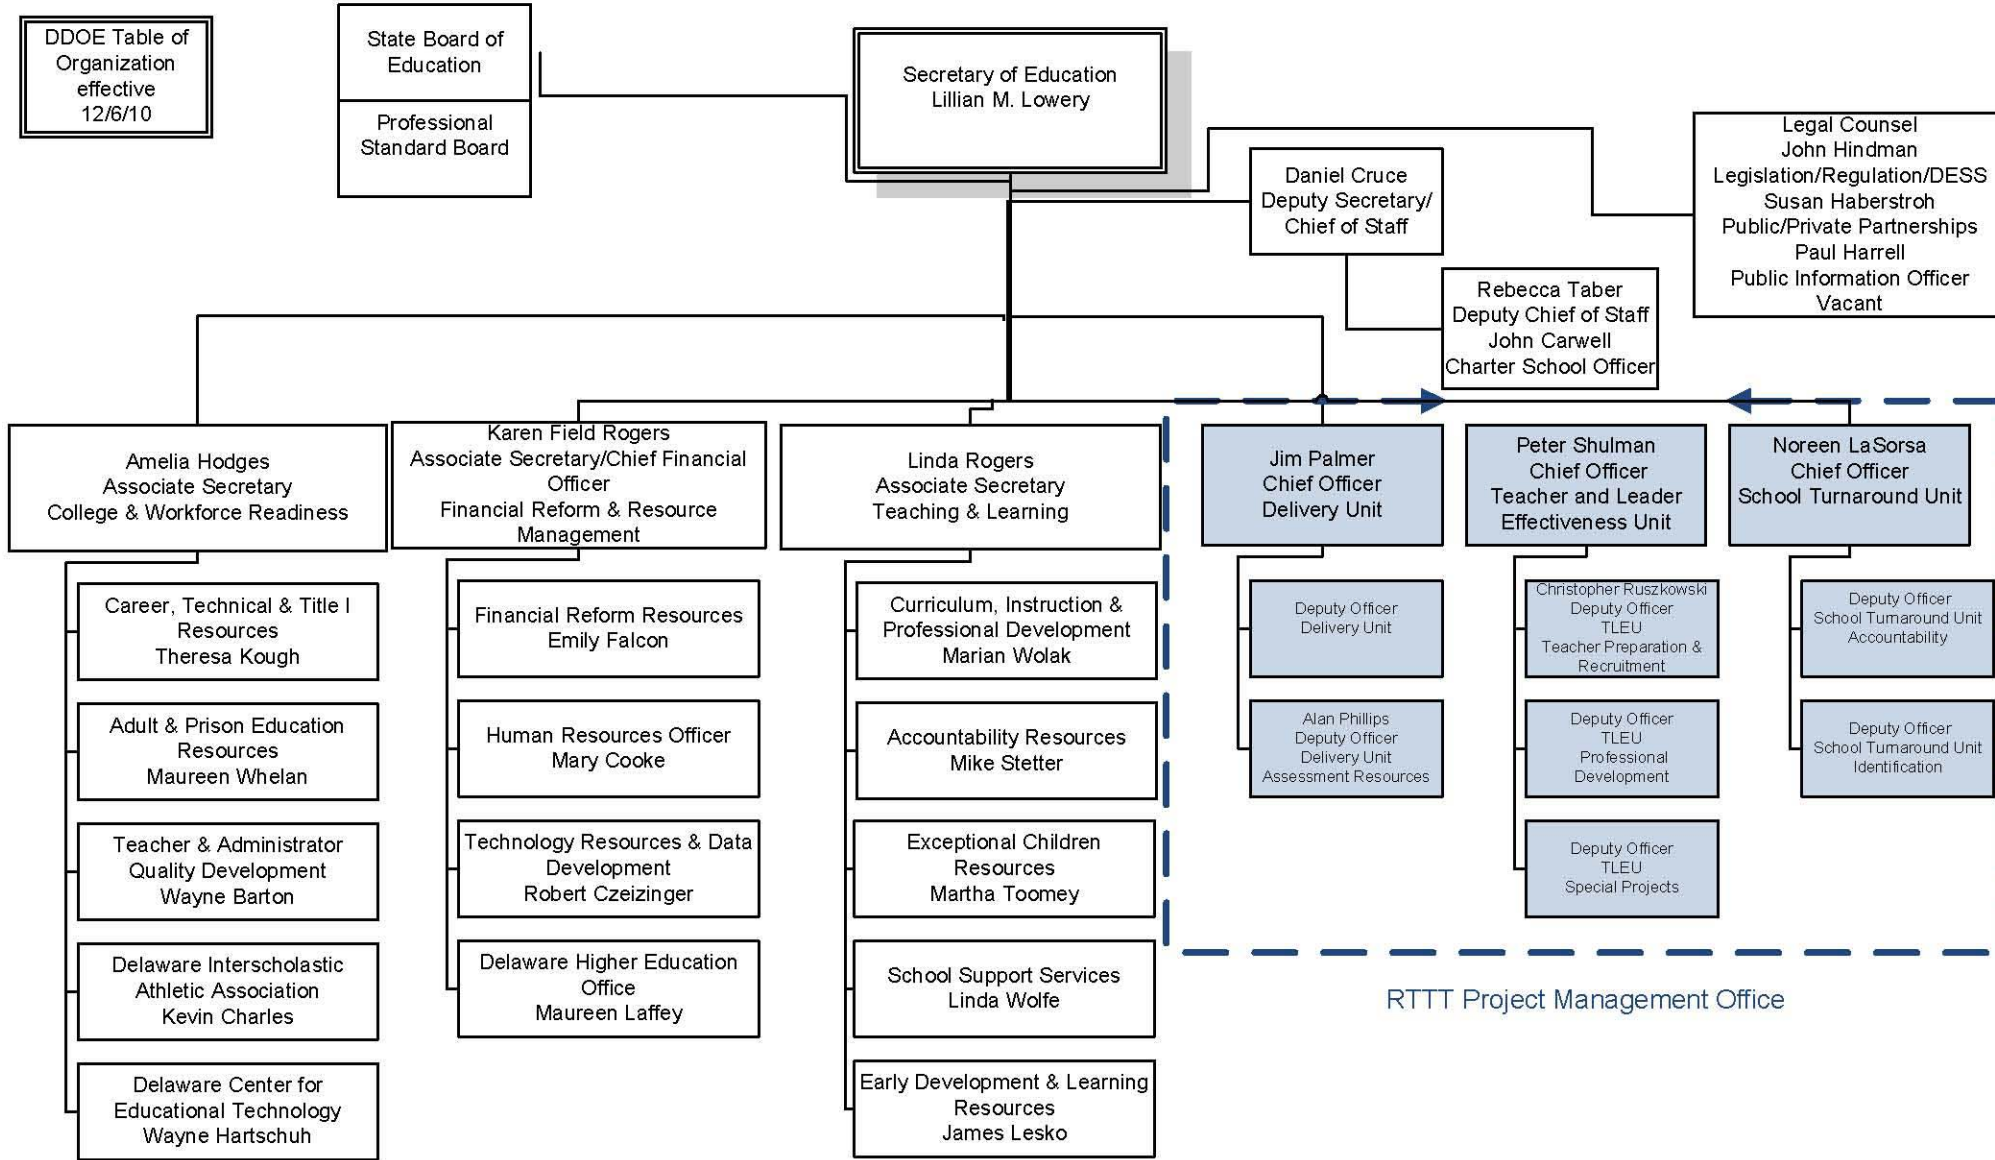 DDOE Table of
Organization
effective
12/6/10
State Board of
Education
Professional
Standard Board
Secretary of Education
Lillian M. Lowery
Daniel Cruce
Deputy Secretary/
Chief of Staff
Legal Counsel
John Hindman
Legislation/Regulation/DESS
Susan Haberstroh
Public/Private Partnerships
Paul Harrell
Public Information Officer
Vacant
Rebecca Taber
Deputy Chief of Staff
John Carwell
Charter School Officer
Amelia Hodges
Associate Secretary
College & Workforce Readiness
Karen Field Rogers
Associate Secretary/Chief Financial
Officer
Financial Reform & Resource
Management
Linda Rogers
Associate Secretary
Teaching & Learning
Jim Palmer
Chief Officer
Delivery Unit
Peter Shulman
Chief Officer
Teacher and Leader
Effectiveness Unit
Noreen LaSorsa
Chief Officer
School Turnaround Unit
Career, Technical & Title I
Resources
Theresa Kough
Adult & Prison Education
Resources
Maureen Whelan
Teacher & Administrator
Quality Development
Wayne Barton
Delaware Interscholastic
Athletic Association
Kevin Charles
Delaware Center for
Educational Technology
Wayne Hartschuh
Financial Reform Resources
Emily Falcon
Human Resources Officer
Mary Cooke
Technology Resources & Data
Development
Robert Czeizinger
Delaware Higher Education
Office
Maureen Laffey
Curriculum, Instruction &
Professional Development
Marian Wolak
Accountability Resources
Mike Stetter
Exceptional Children
Resources
Martha Toomey
School Support Services
Linda Wolfe
Early Development & Learning
Resources
James Lesko
Deputy Officer
Delivery Unit
Alan Phillips
Deputy Officer
Delivery Unit
Assessment Resources
Christopher Ruszkowski
Deputy Officer
TLEU
Teacher Preparation &
Recruitment
Deputy Officer
TLEU
Professional
Development
Deputy Officer
TLEU
Special Projects
Deputy Officer
School Turnaround Unit
Accountability
Deputy Officer
School Turnaround Unit
Identification
RTTT Project Management Office